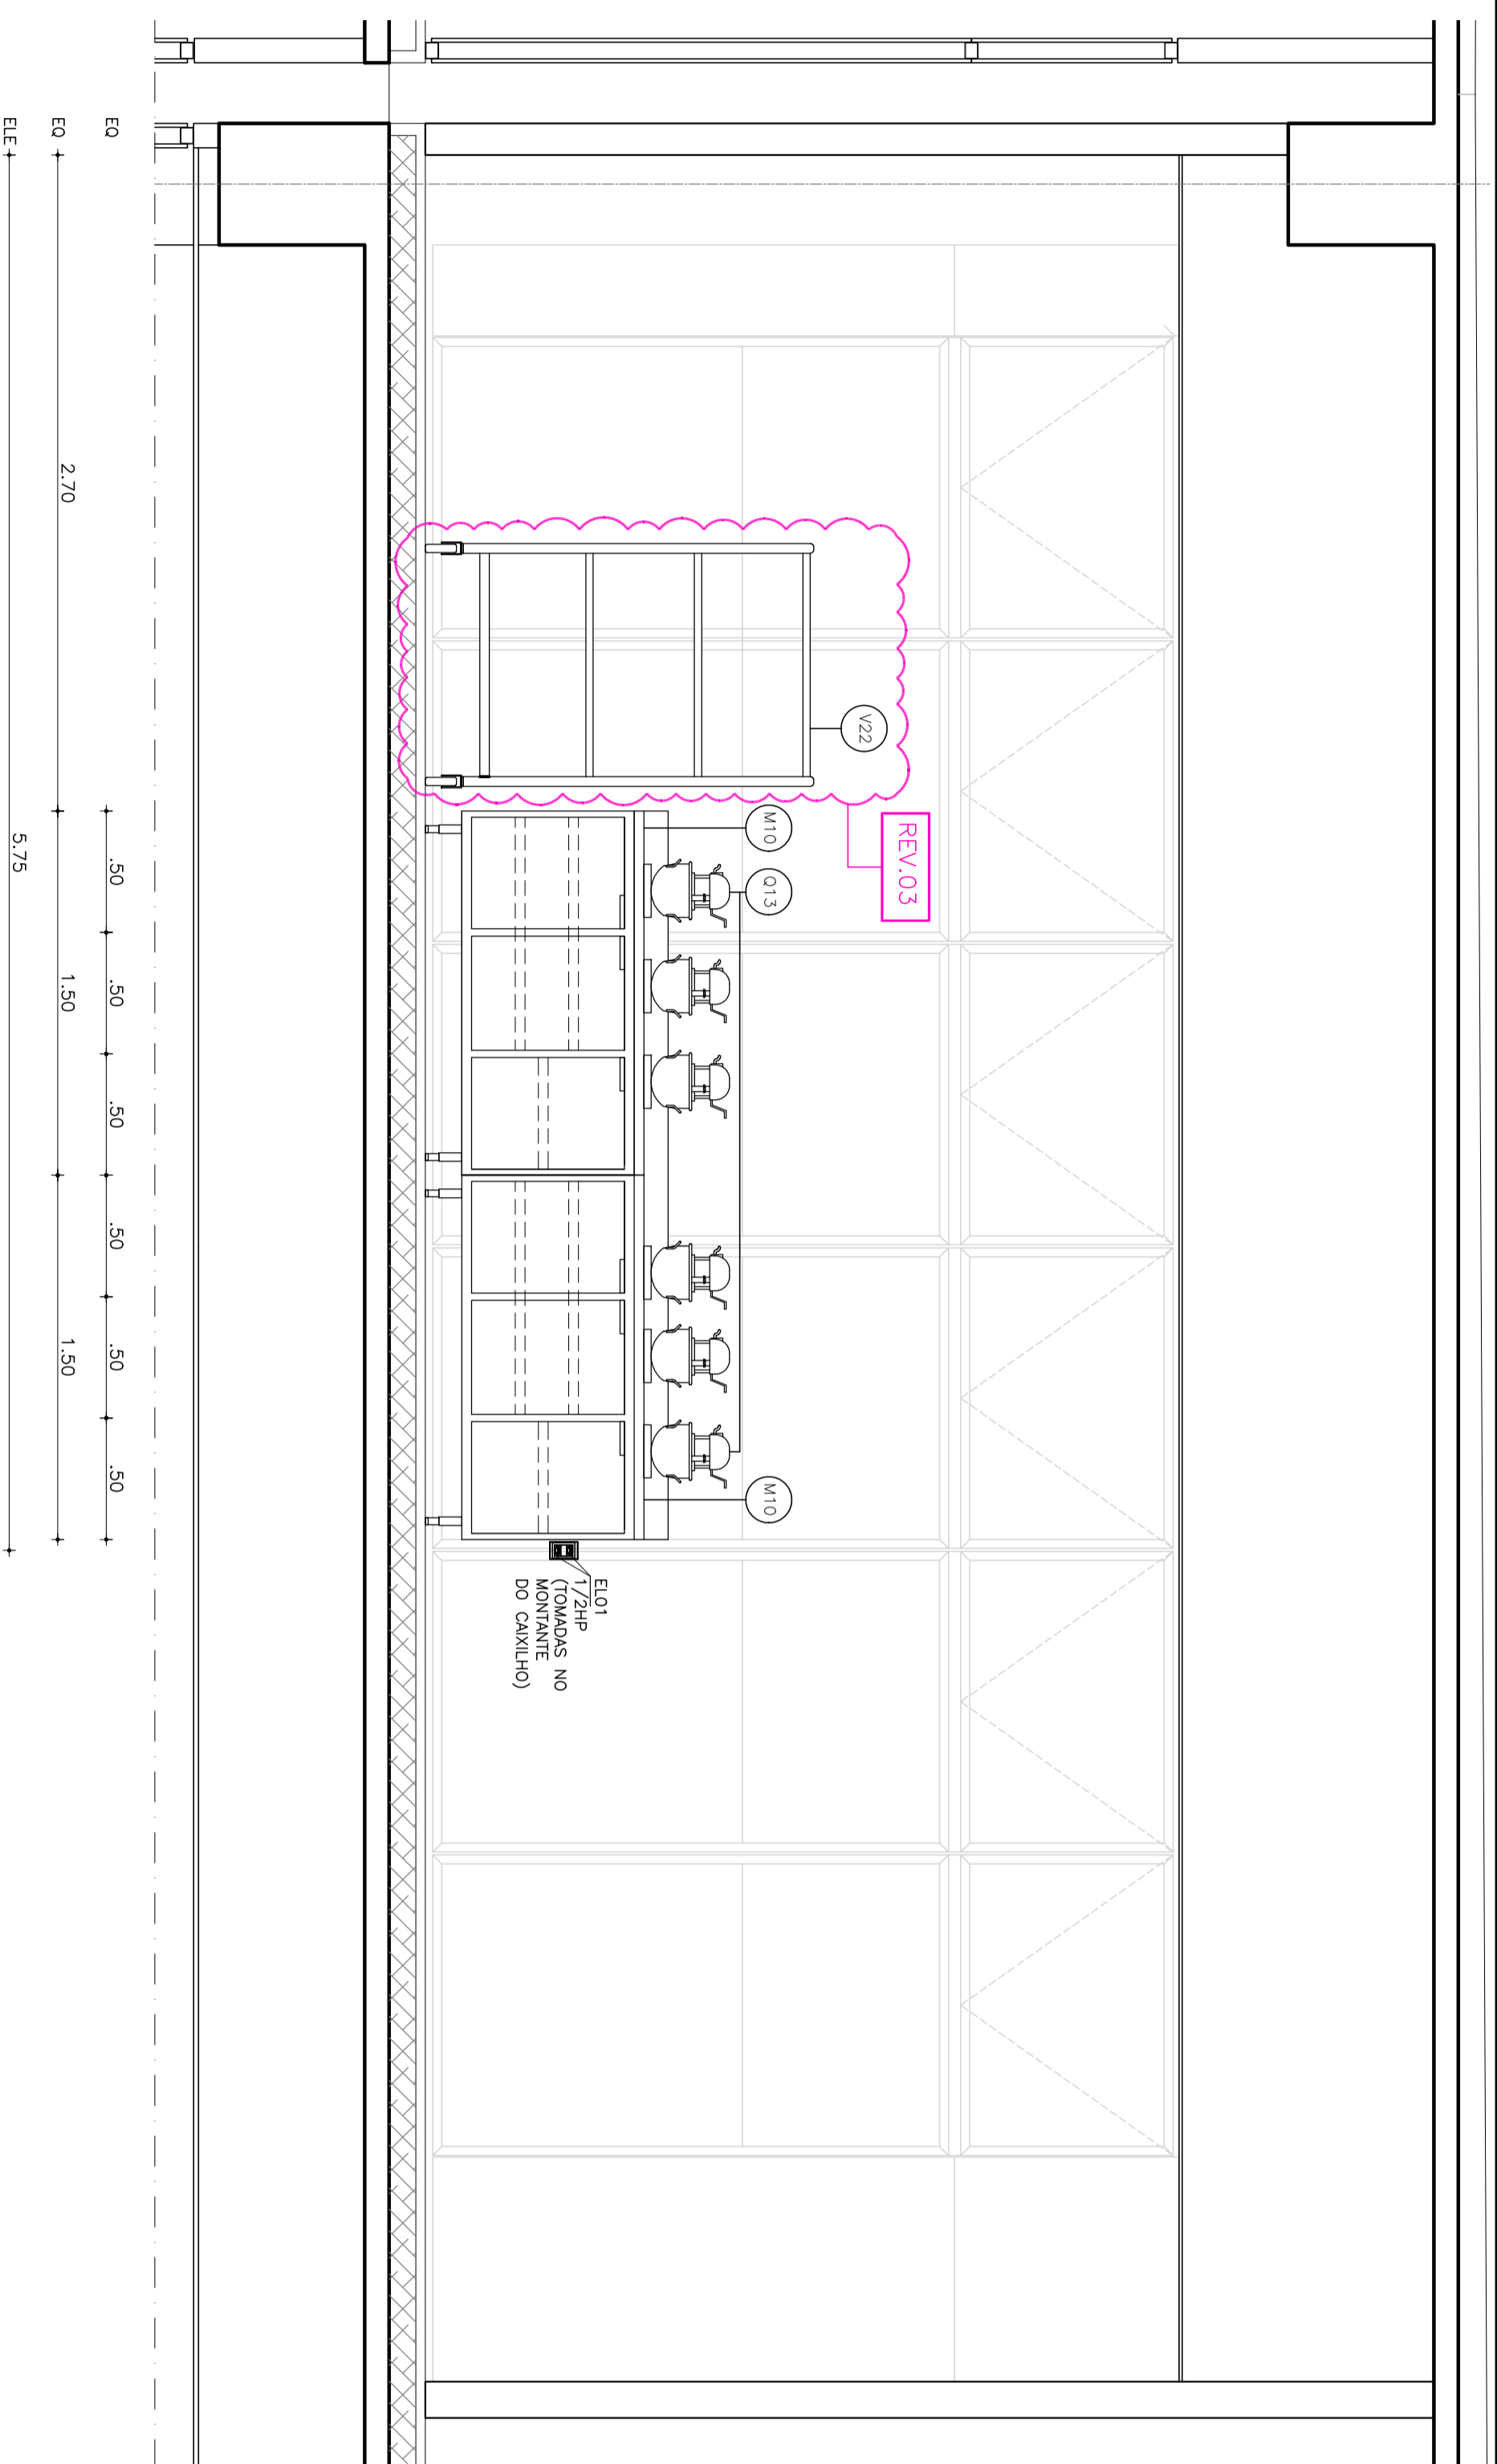 REV.03
V22
M10
Q13
M10
EL01
1/2HP
(TOMADAS NO
MONTANTE
DO CAIXILHO)
EQ
.50
.50
.50
.50
.50
.50
EQ
2.70
1.50
1.50
ELE
5.75